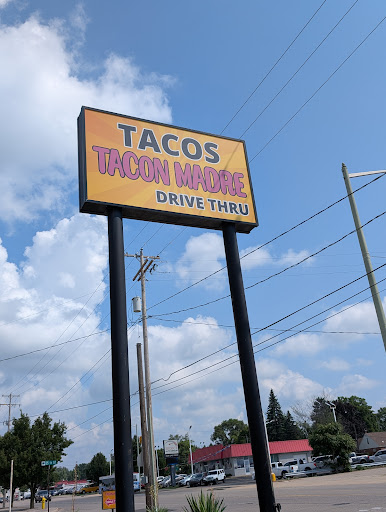 TACOS
TACON MADRE
DRIVE THRU